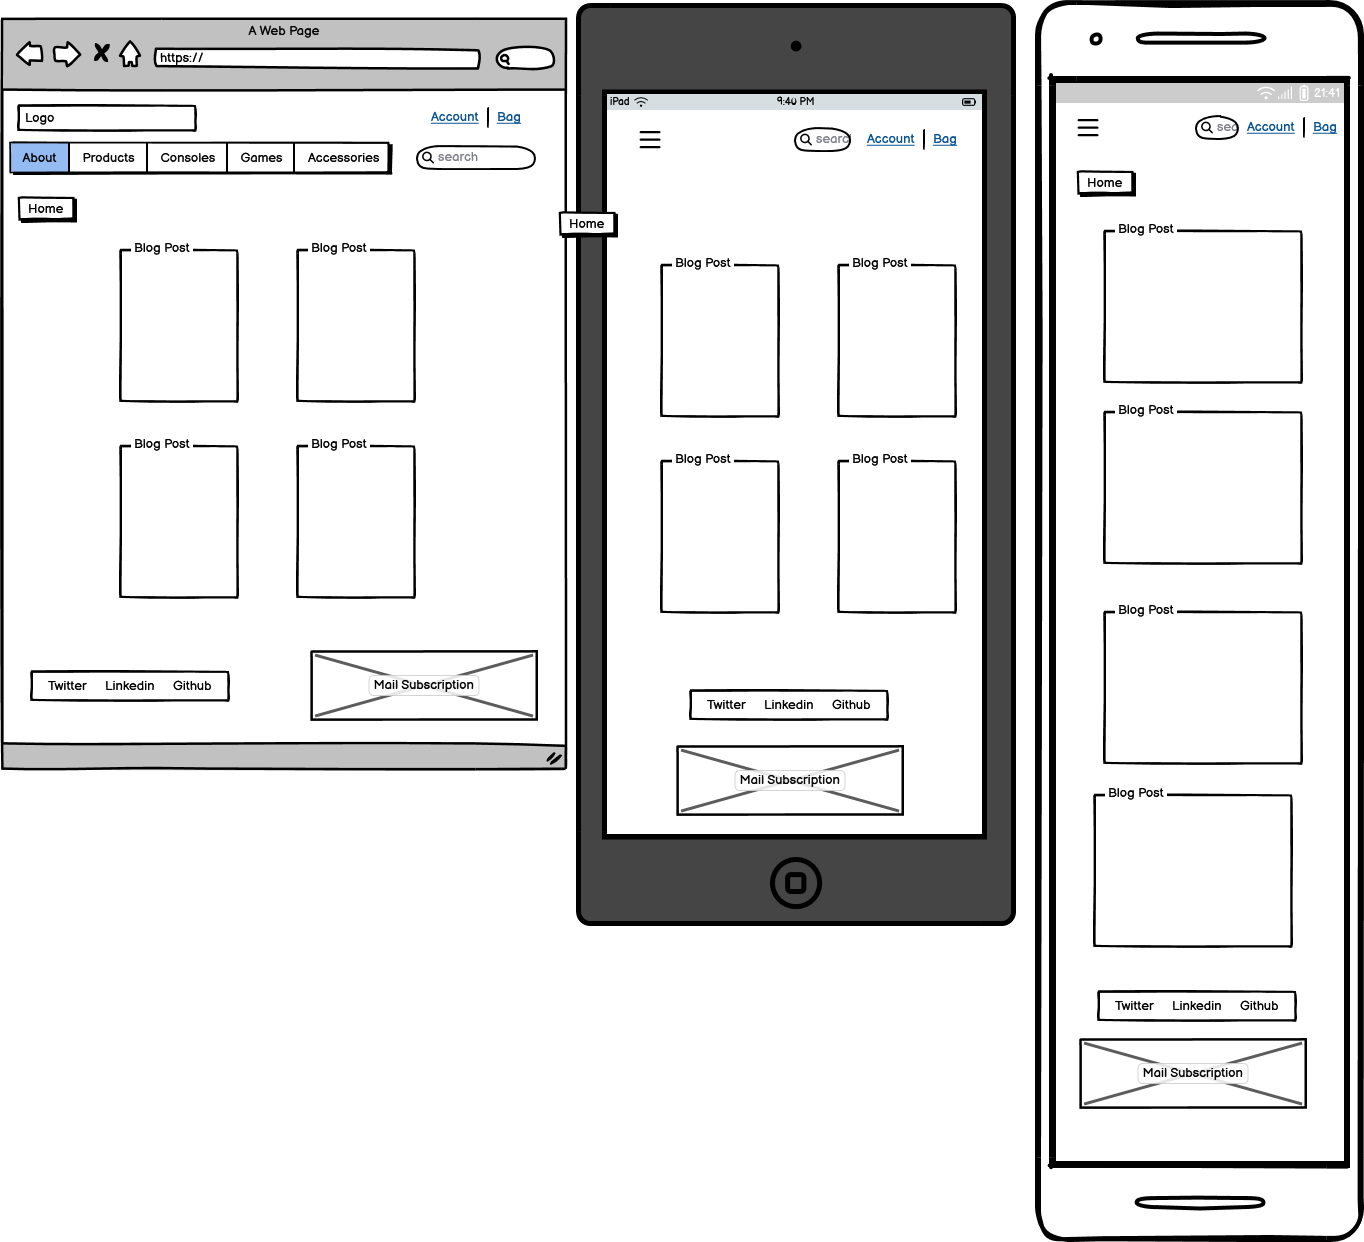 A Web Page
https://
Logo
Account
Bag
About
Products
Consoles
Games
Accessories
search
Home
Blog Post
Blog Post
Blog Post
Blog Post
Twitter Linkedin Github
Mail Subscription
iPad
9:40 PM
searc
Account
Bag
Home
Blog Post
Blog Post
Blog Post
Blog Post
Twitter Linkedin Github
Mail Subscription
21:41
sea
Account
Bag
Home
Blog Post
Blog Post
Blog Post
Blog Post
Twitter Linkedin Github
Mail Subscription